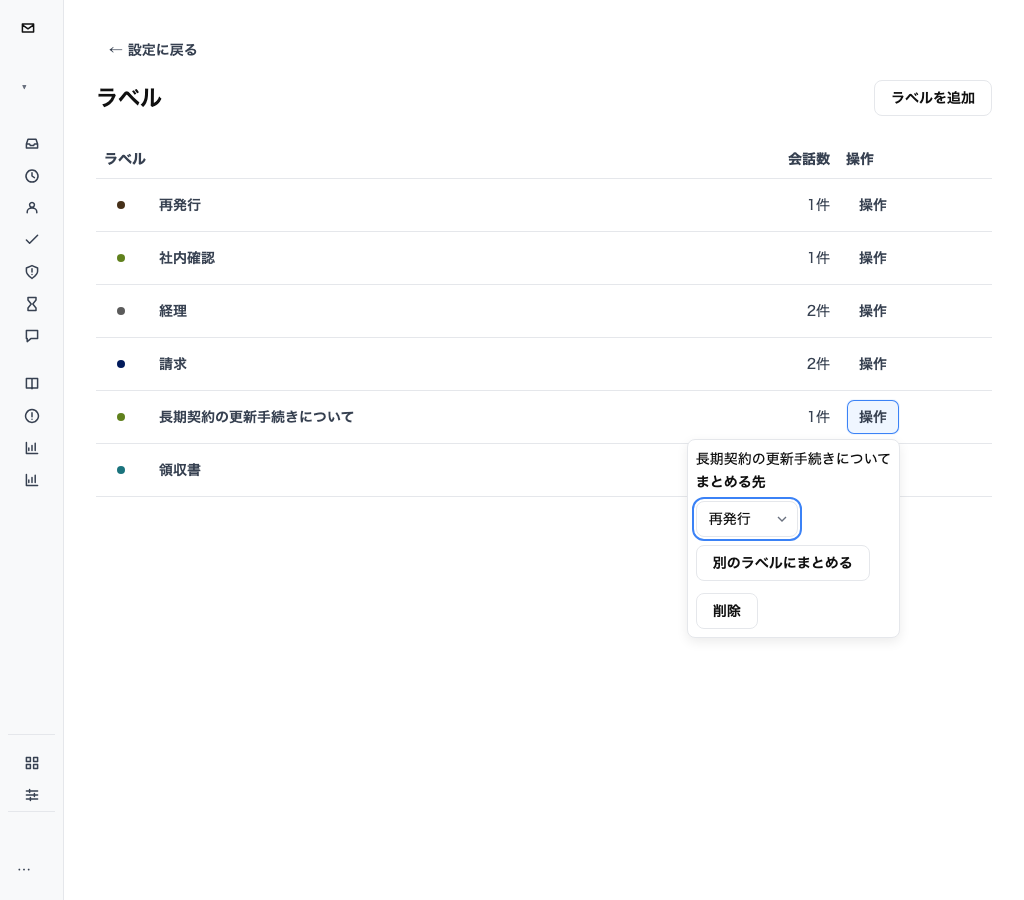 ← 設定に戻る
ラベル
ラベルを追加
ラベル 会話数 操作
再発行 1件 操作
社内確認 1件 操作
経理 2件 操作
請求 2件 操作
長期契約の更新手続きについて 1件 操作
領収書
長期契約の更新手続きについて
まとめる先
再発行
別のラベルにまとめる
削除